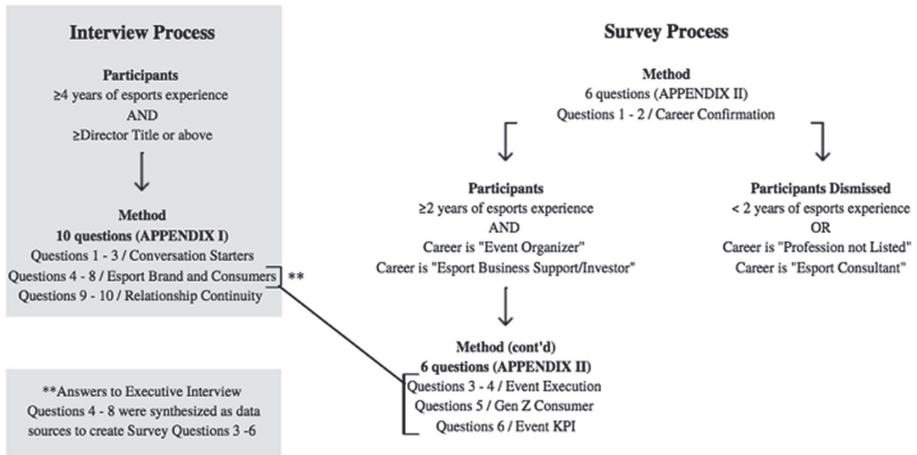 Interview Process
Participants
≥4 years of esports experience
AND
≥Director Title or above
Method
10 questions (APPENDIX I)
Questions 1 - 3 / Conversation Starters
Questions 4 - 8 / Esport Brand and Consumers
**
Questions 9 - 10 / Relationship Continuity
**Answers to Executive Interview
Questions 4 - 8 were synthesized as data
sources to create Survey Questions 3 -6
Survey Process
Method
6 questions (APPENDIX II)
Questions 1 - 2 / Career Confirmation
Participants
≥2 years of esports experience
AND
Career is "Event Organizer"
Career is "Esport Business Support/Investor"
Participants Dismissed
< 2 years of esports experience
OR
Career is "Profession not Listed"
Career is "Esport Consultant"
Method (cont'd)
6 questions (APPENDIX II)
Questions 3 - 4 / Event Execution
Questions 5 / Gen Z Consumer
Questions 6 / Event KPI